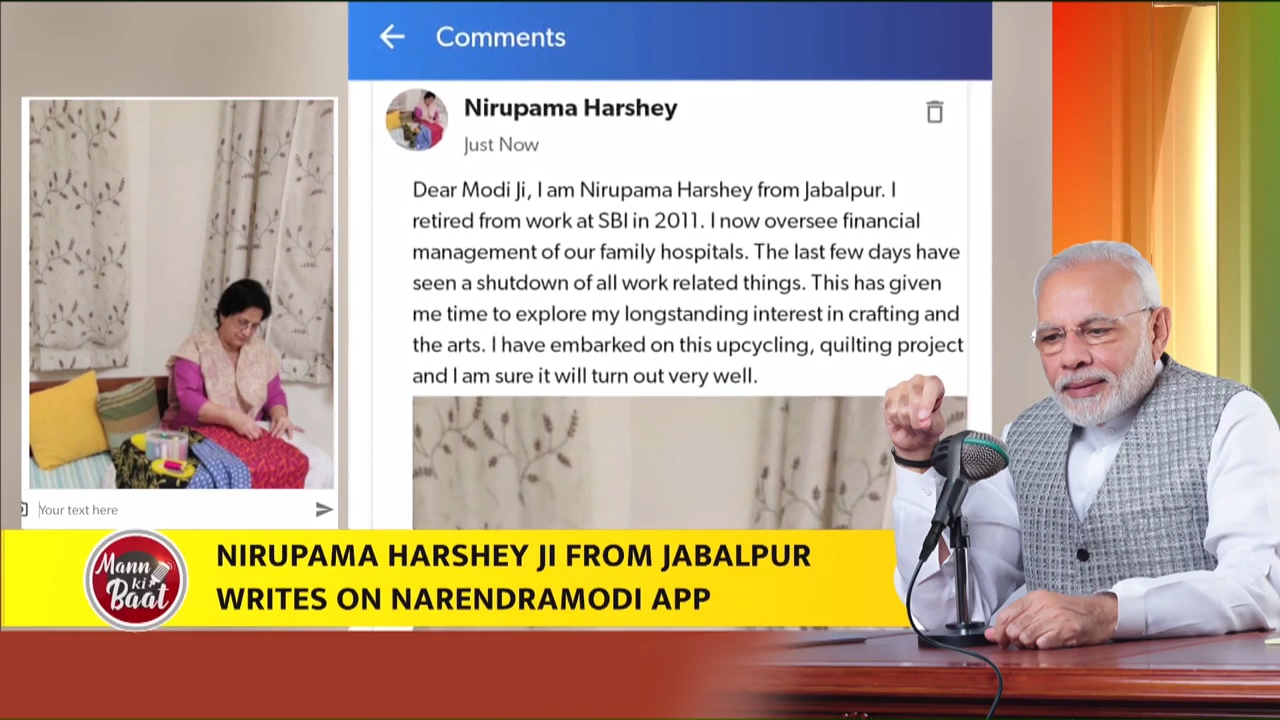 Comments
Nirupama Harshey
Just Now
Dear Modi Ji, I am Nirupama Harshey from Jabalpur. I
retired from work at SBI in 2011. I now oversee financial
management of our family hospitals. The last few days have
seen a shutdown of all work related things. This has given
me time to explore my longstanding interest in crafting and
the arts. I have embarked on this upcycling, quilting project
and I am sure it will turn out very well.
Your text here
Mann
ki
Baat
NIRUPAMA HARSHEY JI FROM JABALPUR
WRITES ON NARENDRAMODI APP